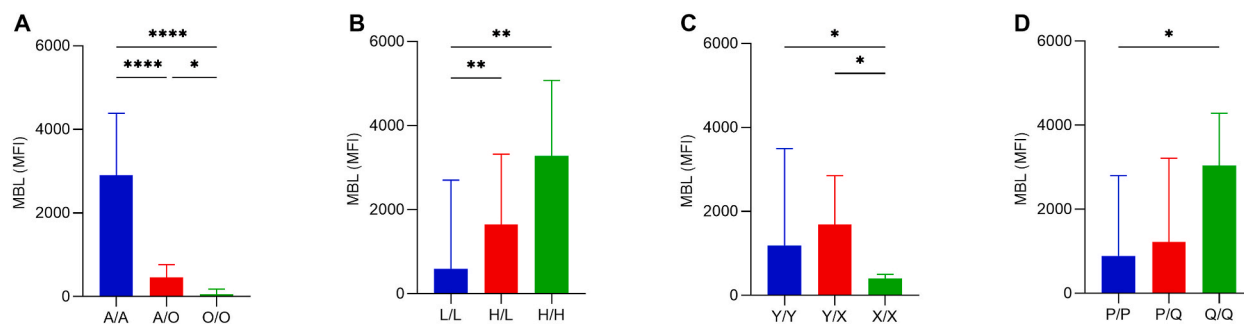 A
MBL (MFI)
6000
4000
2000
0
****
**** *
A/A A/O O/O
B
MBL (MFI)
6000
4000
2000
0
**
**
L/L H/L H/H
C
MBL (MFI)
6000
4000
2000
0
*
*
Y/Y Y/X X/X
D
MBL (MFI)
6000
4000
2000
0
*
P/P P/Q Q/Q